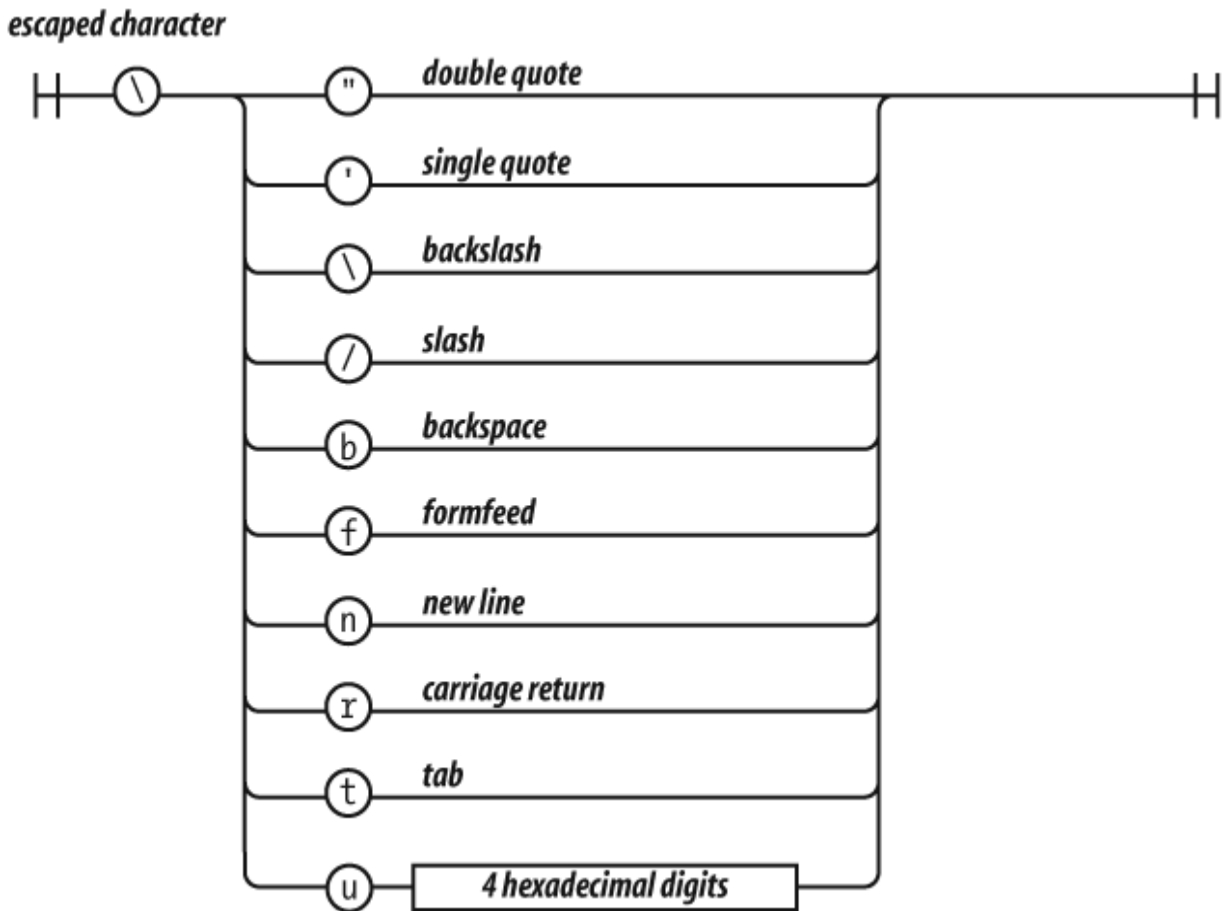 escaped character
\ " double quote
' single quote
\ backslash
/ slash
b backspace
f formfeed
n new line
r carriage return
t tab
u 4 hexadecimal digits